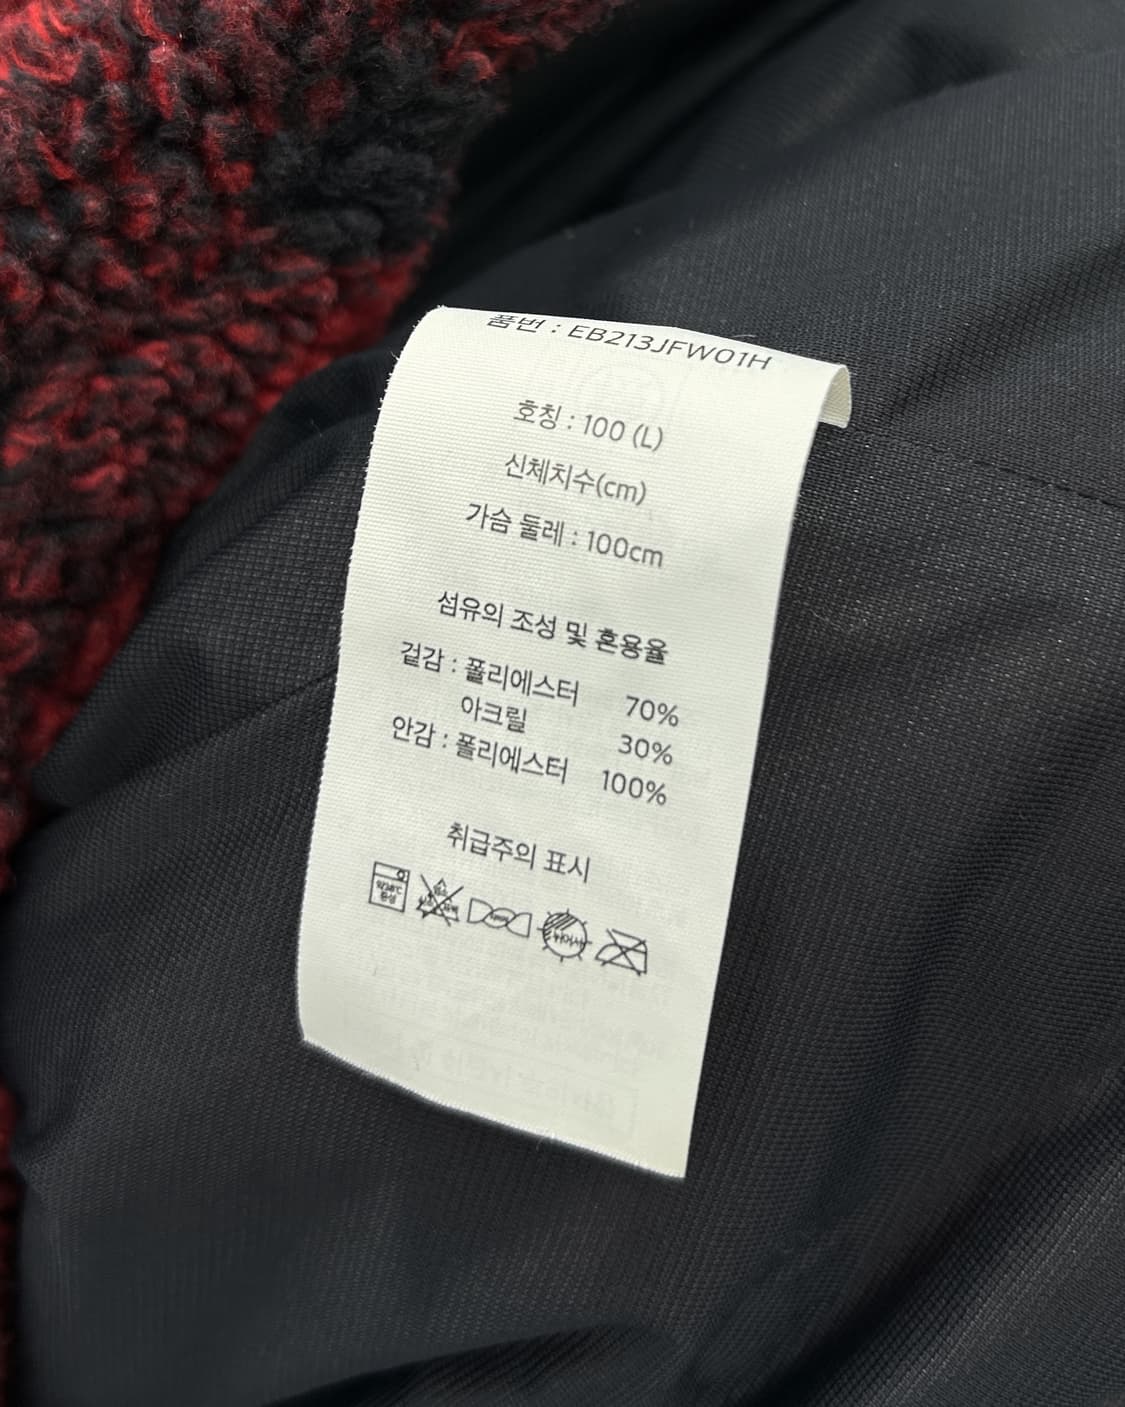 품번 : EB213JFW01H
호칭 : 100 (L)
신체치수(cm)
가슴 둘레 : 100cm
섬유의 조성 및 혼용율
겉감 : 폴리에스터 70%
아크릴 30%
안감 : 폴리에스터 100%
취급주의 표시